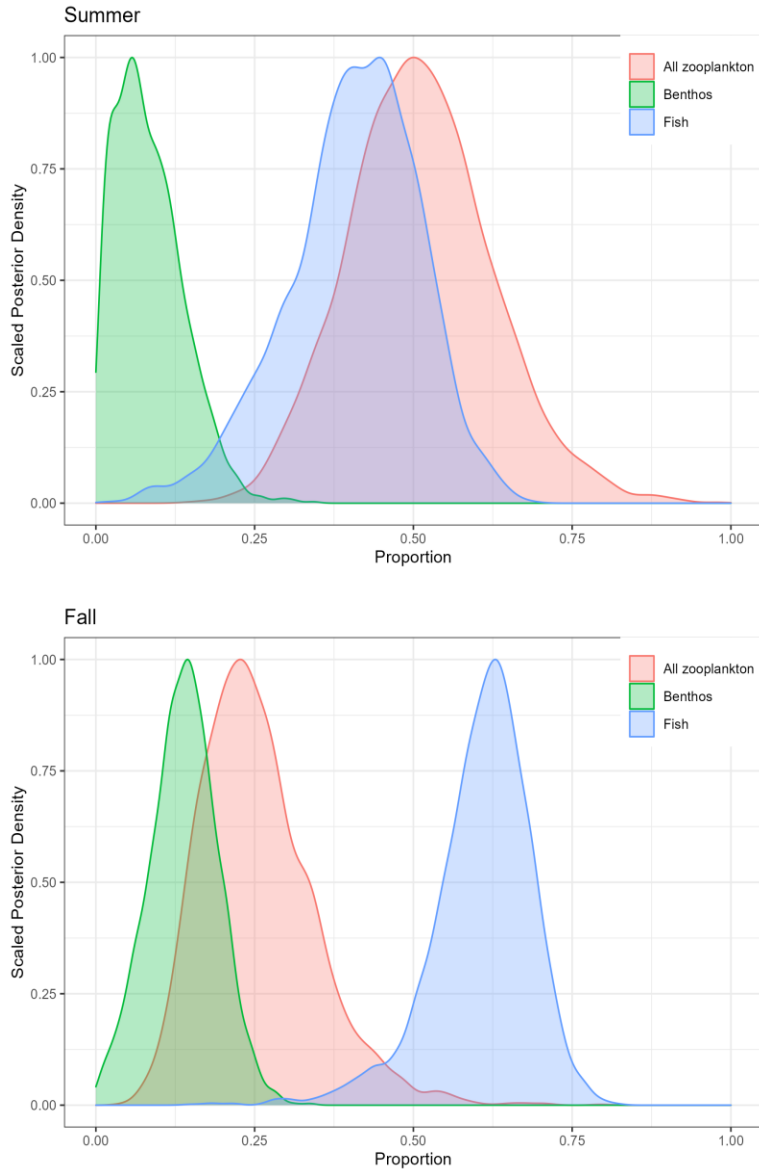 Summer
1.00
0.75
0.50
0.25
0.00
Scaled Posterior Density
All zooplankton
Benthos
Fish
0.00 0.25 0.50 0.75 1.00
Proportion
Fall
1.00
0.75
0.50
0.25
0.00
Scaled Posterior Density
All zooplankton
Benthos
Fish
0.00 0.25 0.50 0.75 1.00
Proportion